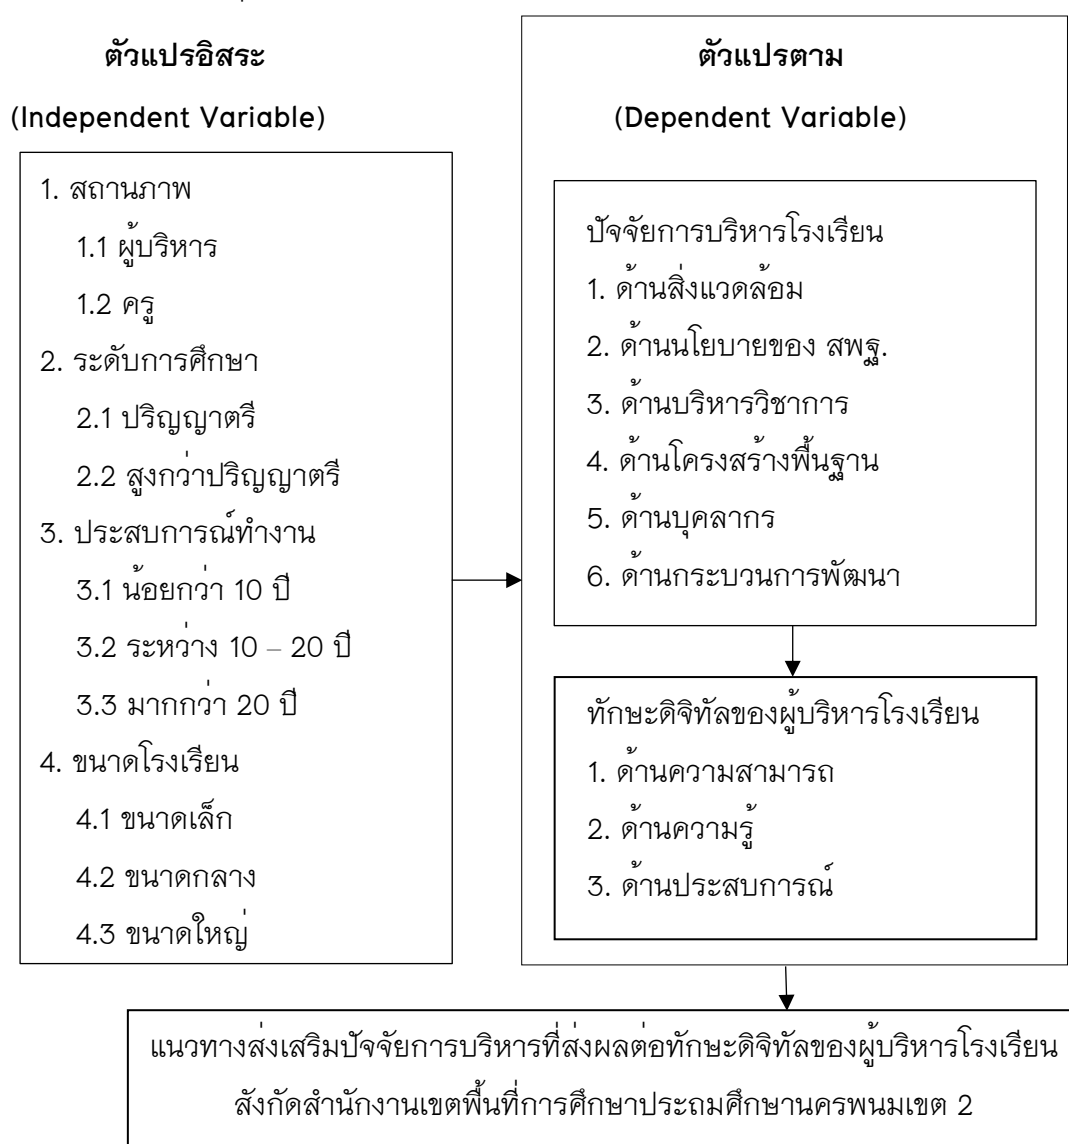 ตัวแปรอิสระ
(Independent Variable)
1. สถานภาพ
1.1 ผู้บริหาร
1.2 ครู
2. ระดับการศึกษา
2.1 ปริญญาตรี
2.2 สูงกว่าปริญญาตรี
3. ประสบการณ์ทำงาน
3.1 น้อยกว่า 10 ปี
3.2 ระหว่าง 10 – 20 ปี
3.3 มากกว่า 20 ปี
4. ขนาดโรงเรียน
4.1 ขนาดเล็ก
4.2 ขนาดกลาง
4.3 ขนาดใหญ่
ตัวแปรตาม
(Dependent Variable)
ปัจจัยการบริหารโรงเรียน
1. ด้านสิ่งแวดล้อม
2. ด้านนโยบายของ สพฐ.
3. ด้านบริหารวิชาการ
4. ด้านโครงสร้างพื้นฐาน
5. ด้านบุคลากร
6. ด้านกระบวนการพัฒนา
ทักษะดิจิทัลของผู้บริหารโรงเรียน
1. ด้านความสามารถ
2. ด้านความรู้
3. ด้านประสบการณ์
แนวทางส่งเสริมปัจจัยการบริหารที่ส่งผลต่อทักษะดิจิทัลของผู้บริหารโรงเรียน
สังกัดสำนักงานเขตพื้นที่การศึกษาประถมศึกษานครพนมเขต 2